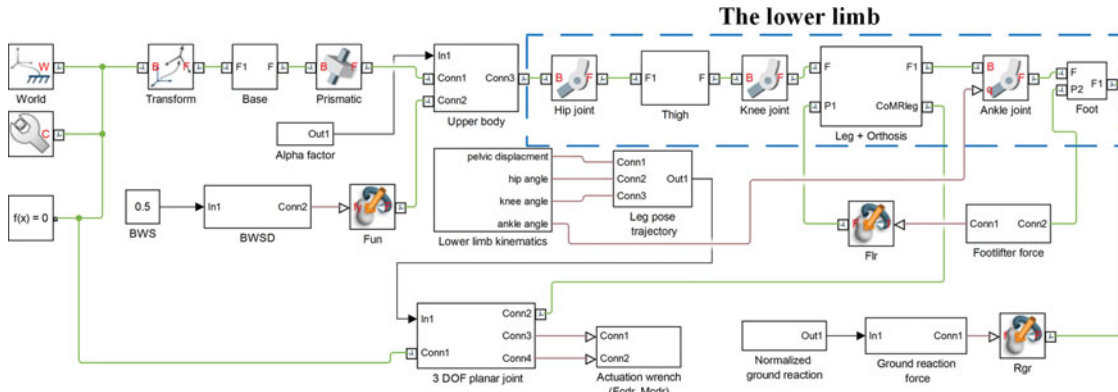 The lower limb
W
World
B F
Transform
F1 F
Base
B F
Prismatic
In1
Conn1
Conn2
Conn3
Upper body
B F
Hip joint
F1 F
Thigh
B F
Knee joint
F F1
P1 CoMRleg
Leg + Orthosis
B F
q
Ankle joint
F
P2
F1
Foot
C
Out1
Alpha factor
f(x) = 0
0.5
BWS
In1 Conn2
BWSD
Fun
pelvic displacment
hip angle
knee angle
ankle angle
Lower limb kinematics
Conn1
Conn2
Conn3
Out1
Leg pose
trajectory
Flr
Conn1 Conn2
Footlifter force
In1
Conn1
Conn2
Conn3
Conn4
3 DOF planar joint
Conn1
Conn2
Actuation wrench
Out1
Normalized
ground reaction
In1 Conn1
Ground reaction
force
Rgr